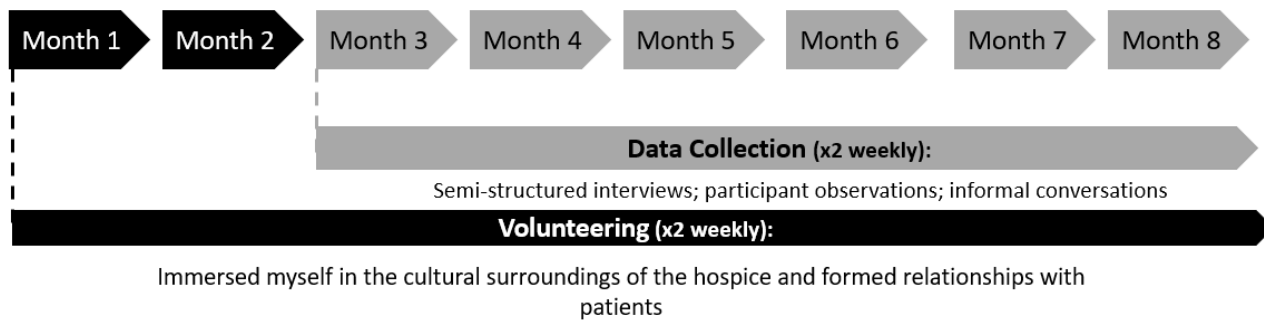 Month 1
Month 2
Month 3
Month 4
Month 5
Month 6
Month 7
Month 8
Data Collection (x2 weekly):
Semi-structured interviews; participant observations; informal conversations
Volunteering (x2 weekly):
Immersed myself in the cultural surroundings of the hospice and formed relationships with
patients